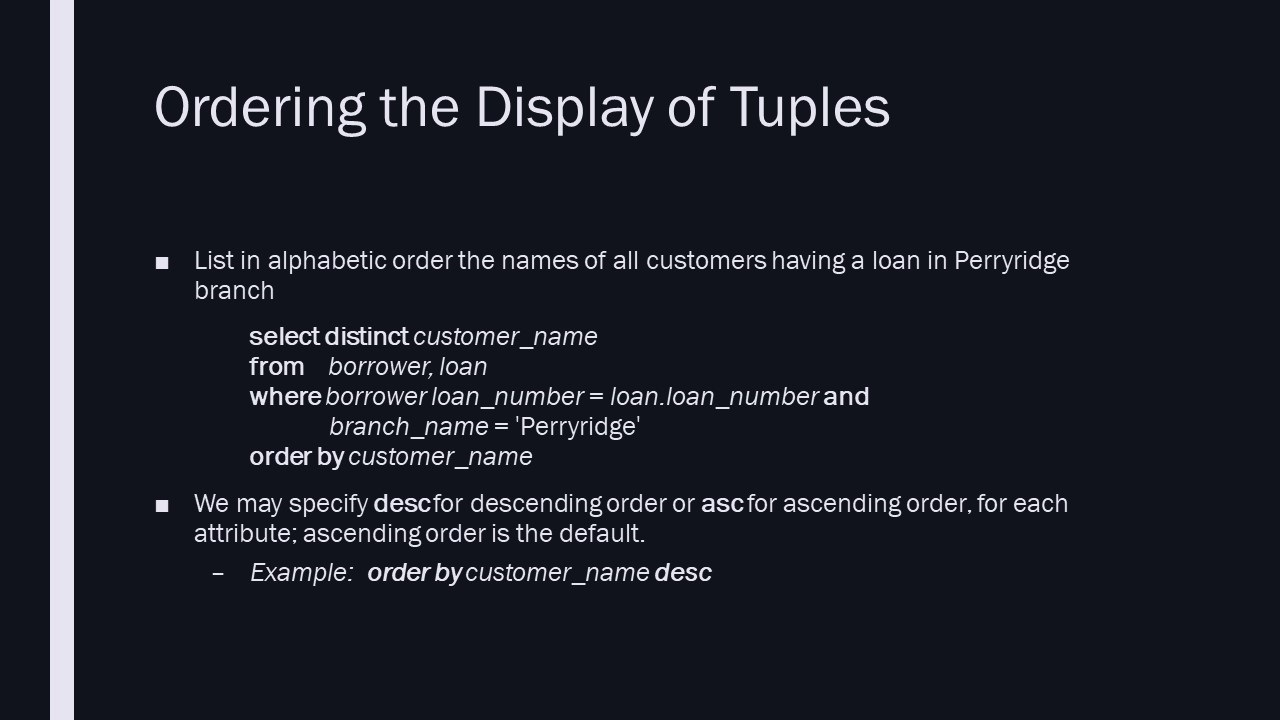 Ordering the Display of Tuples
■ List in alphabetic order the names of all customers having a loan in Perryridge
branch
select distinct customer_name
from borrower, loan
where borrower loan_number = loan.loan_number and
branch_name = 'Perryridge'
order by customer_name
■ We may specify desc for descending order or asc for ascending order, for each
attribute; ascending order is the default.
– Example: order by customer_name desc